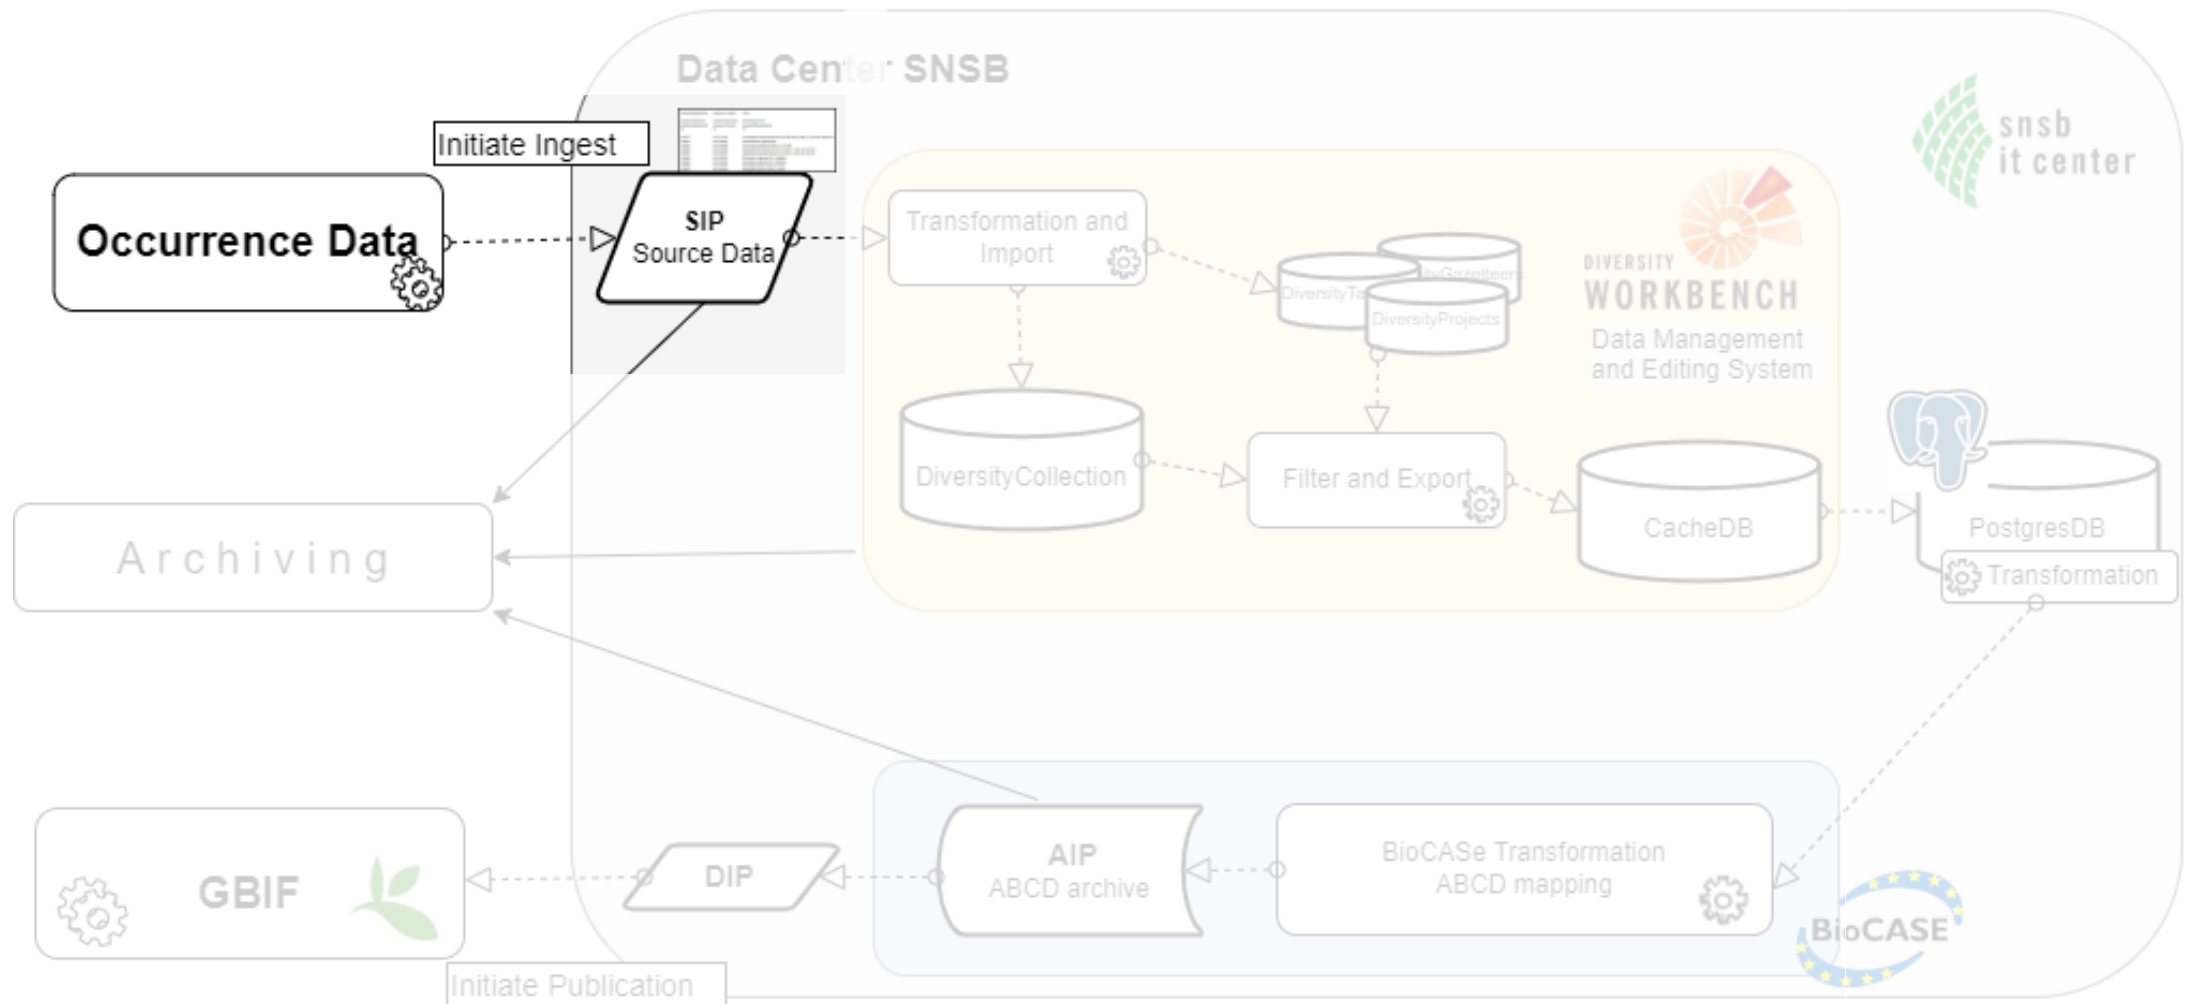 Data Center SNSB
Initiate Ingest
snsb
it center
Occurrence Data
SIP
Source Data
Transformation and
Import
DiversityProjects
DIVERSITY
WORKBENCH
Data Management
and Editing System
DiversityCollection
Filter and Export
CacheDB
PostgresDB
Transformation
Archiving
GBIF
DIP
AIP
ABCD archive
BioCASe Transformation
ABCD mapping
BioCASE
Initiate Publication